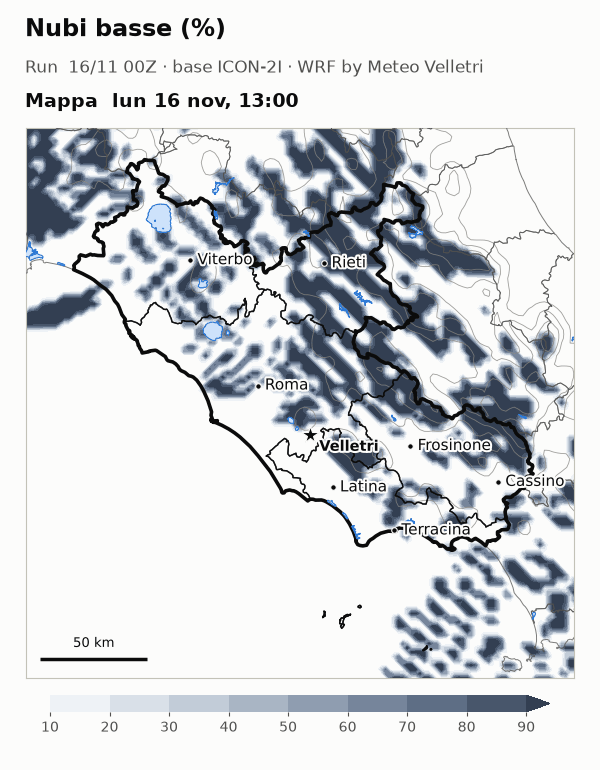 Nubi basse (%)
Run  16/11 00Z · base ICON-2I · WRF by Meteo Velletri
Mappa  lun 16 nov, 13:00
Viterbo
Rieti
Roma
Velletri
Frosinone
Cassino
Latina
Terracina
50 km
10 20 30 40 50 60 70 80 90